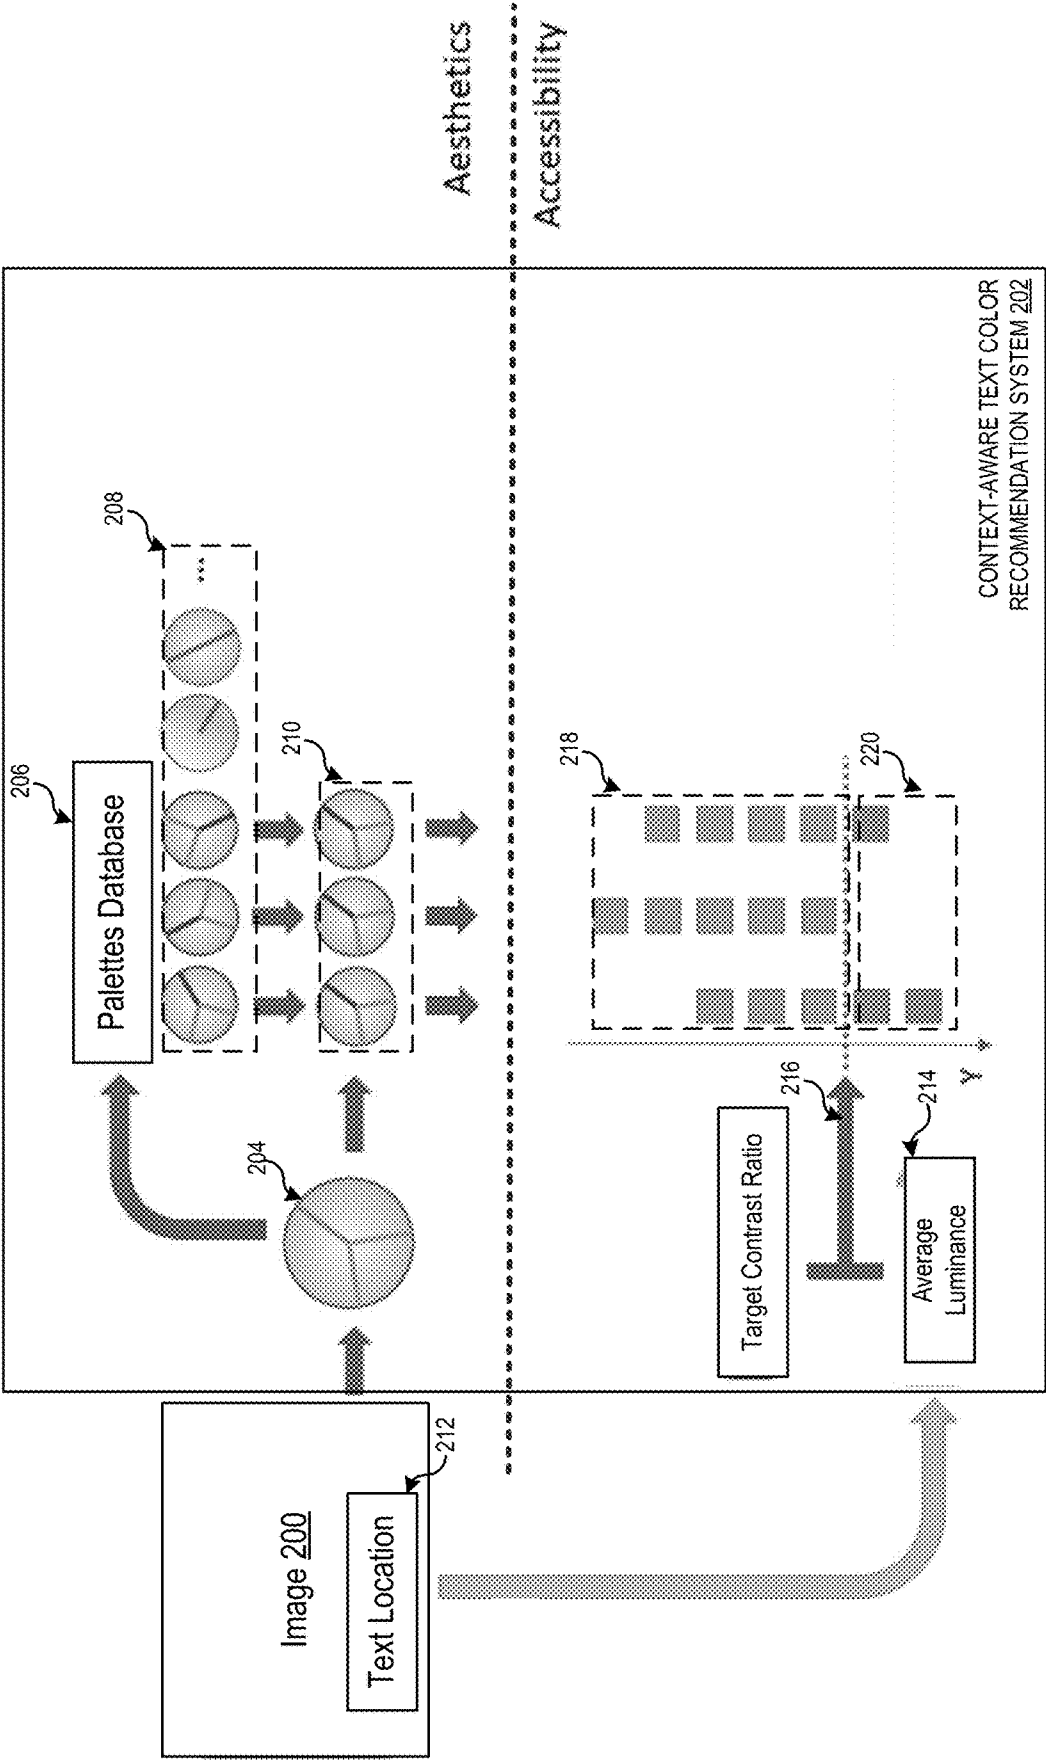 Image 200
Text Location
212
204
206
Palettes Database
208
...
210
Aesthetics
Accessibility
Target Contrast Ratio
216
Average
Luminance
214
Y
218
220
CONTEXT-AWARE TEXT COLOR
RECOMMENDATION SYSTEM 202